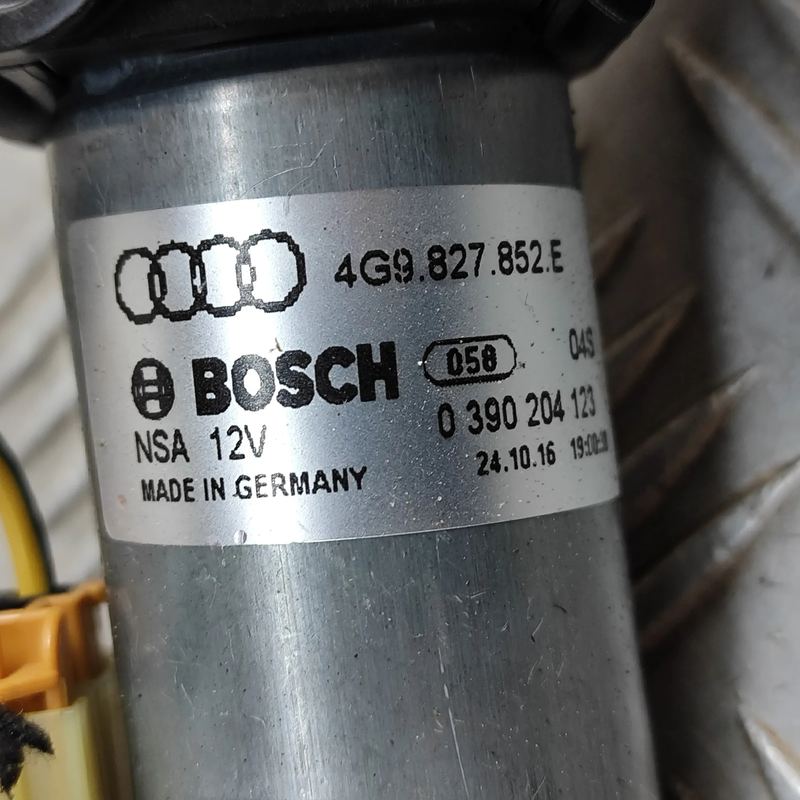 4G9.827.852.E
BOSCH 058 04S
NSA 12V 0 390 204 123
MADE IN GERMANY 24.10.16